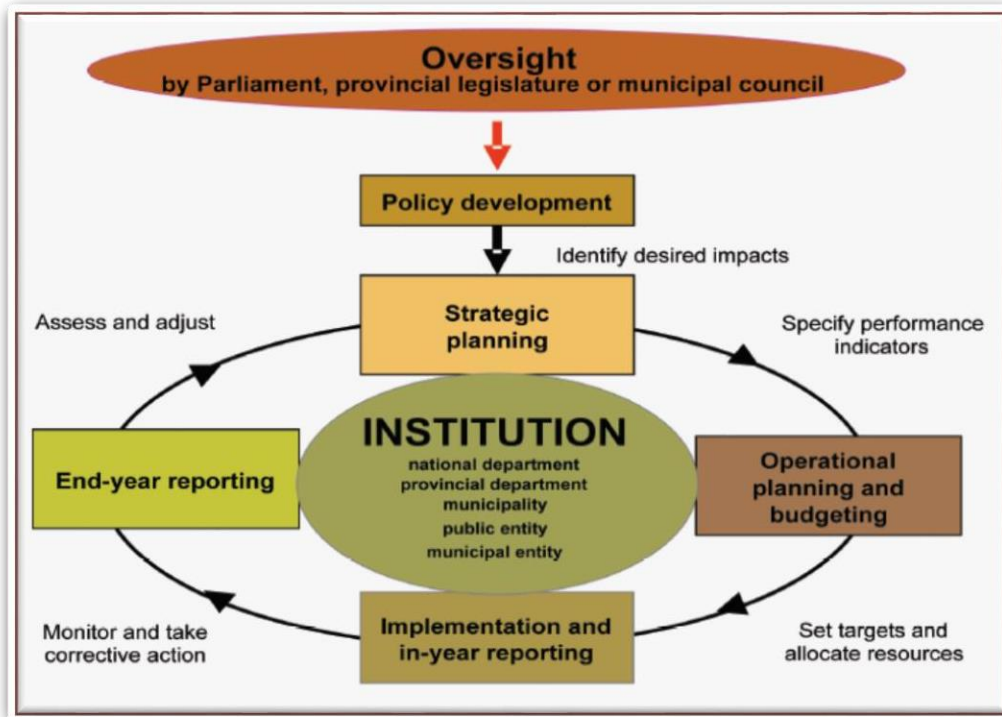 Oversight
by Parliament, provincial legislature or municipal council
Policy development
Identify desired impacts
Strategic
planning
Assess and adjust
Specify performance
indicators
INSTITUTION
national department
provincial department
municipality
public entity
municipal entity
End-year reporting
Operational
planning and
budgeting
Implementation and
in-year reporting
Monitor and take
corrective action
Set targets and
allocate resources